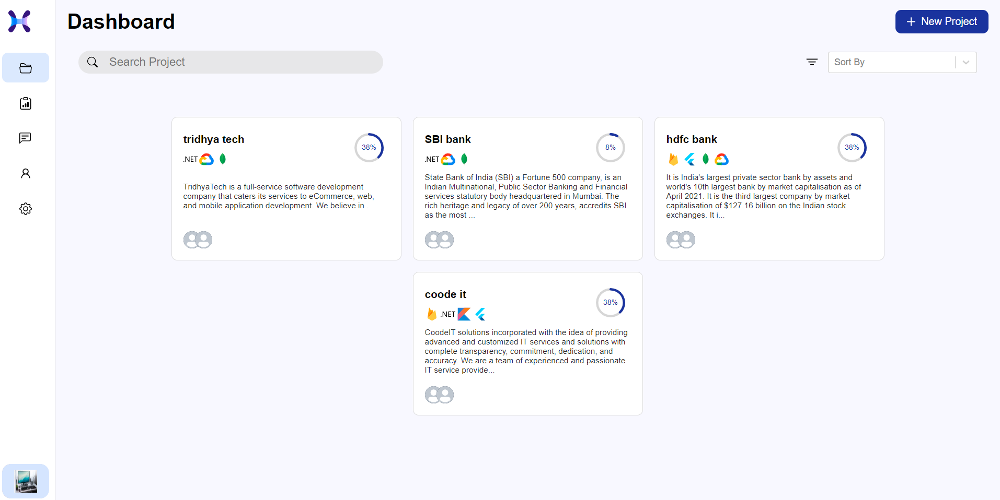 Dashboard
+ New Project
Search Project
Sort By
tridhya tech
38%
.NET
TridhyaTech is a full-service software development
company that caters its services to eCommerce, web,
and mobile application development. We believe in .
SBI bank
8%
.NET
State Bank of India (SBI) a Fortune 500 company, is an
Indian Multinational, Public Sector Banking and Financial
services statutory body headquartered in Mumbai. The
rich heritage and legacy of over 200 years, accredits SBI
as the most ...
hdfc bank
38%
It is India's largest private sector bank by assets and
world's 10th largest bank by market capitalisation as of
April 2021. It is the third largest company by market
capitalisation of $127.16 billion on the Indian stock
exchanges. It i...
coode it
38%
.NET
CoodeIT solutions incorporated with the idea of providing
advanced and customized IT services and solutions with
complete transparency, commitment, dedication, and
accuracy. We are a team of experienced and passionate
IT service provide...